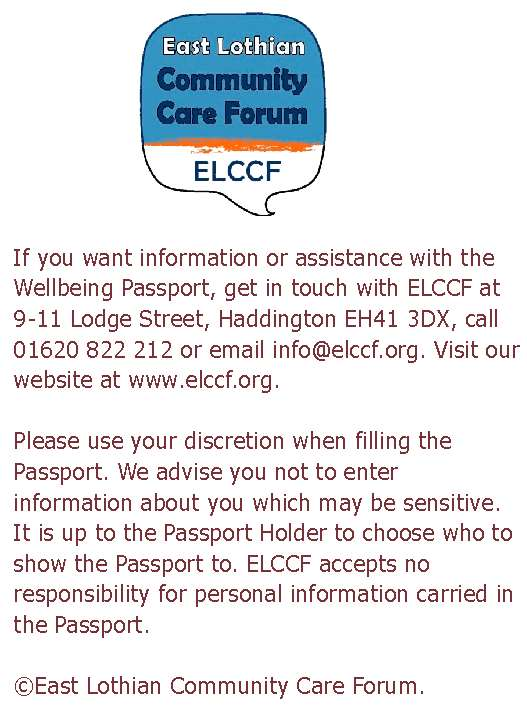 East Lothian
Community
Care Forum
ELCCF
If you want information or assistance with the
Wellbeing Passport, get in touch with ELCCF at
9-11 Lodge Street, Haddington EH41 3DX, call
01620 822 212 or email info@elccf.org. Visit our
website at www.elccf.org.
Please use your discretion when filling the
Passport. We advise you not to enter
information about you which may be sensitive.
It is up to the Passport Holder to choose who to
show the Passport to. ELCCF accepts no
responsibility for personal information carried in
the Passport.
©East Lothian Community Care Forum.